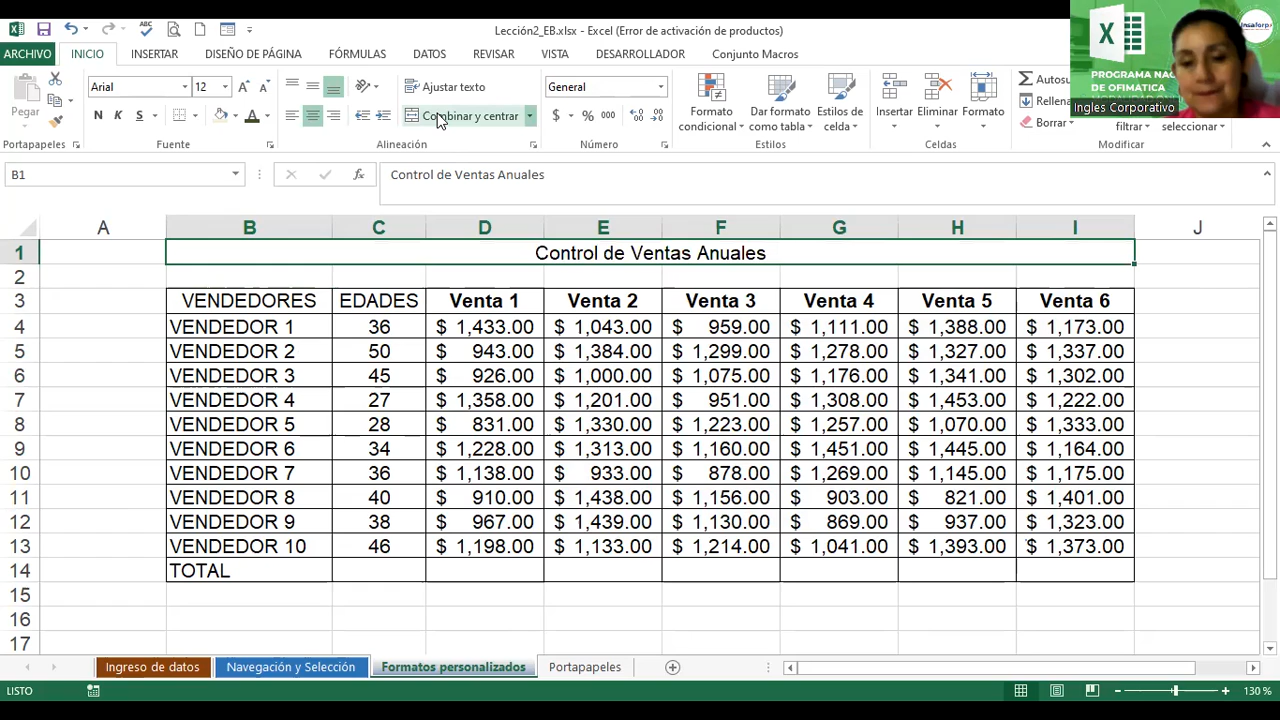 Lección2_EB.xlsx - Excel (Error de activación de productos)
ARCHIVO INICIO INSERTAR DISEÑO DE PÁGINA FÓRMULAS DATOS REVISAR VISTA DESARROLLADOR Conjunto Macros
PROGRAMA NAC
DE OFIMATICA
Ingles Corporativo
Insaforp
Pegar
Arial 12
N K S
Ajustar texto
Combinar y centrar
General
$ % 000
Formato condicional
Dar formato como tabla
Estilos de celda
Insertar Eliminar Formato
Autosu
Rellena
Borrar
filtrar seleccionar
Portapapeles Fuente Alineación Número Estilos Celdas Modificar
B1 fx Control de Ventas Anuales
A B C D E F G H I J
1 Control de Ventas Anuales
2
3 VENDEDORES EDADES Venta 1 Venta 2 Venta 3 Venta 4 Venta 5 Venta 6
4 VENDEDOR 1 36 $ 1,433.00 $ 1,043.00 $ 959.00 $ 1,111.00 $ 1,388.00 $ 1,173.00
5 VENDEDOR 2 50 $ 943.00 $ 1,384.00 $ 1,299.00 $ 1,278.00 $ 1,327.00 $ 1,337.00
6 VENDEDOR 3 45 $ 926.00 $ 1,000.00 $ 1,075.00 $ 1,176.00 $ 1,341.00 $ 1,302.00
7 VENDEDOR 4 27 $ 1,358.00 $ 1,201.00 $ 951.00 $ 1,308.00 $ 1,453.00 $ 1,222.00
8 VENDEDOR 5 28 $ 831.00 $ 1,330.00 $ 1,223.00 $ 1,257.00 $ 1,070.00 $ 1,333.00
9 VENDEDOR 6 34 $ 1,228.00 $ 1,313.00 $ 1,160.00 $ 1,451.00 $ 1,445.00 $ 1,164.00
10 VENDEDOR 7 36 $ 1,138.00 $ 933.00 $ 878.00 $ 1,269.00 $ 1,145.00 $ 1,175.00
11 VENDEDOR 8 40 $ 910.00 $ 1,438.00 $ 1,156.00 $ 903.00 $ 821.00 $ 1,401.00
12 VENDEDOR 9 38 $ 967.00 $ 1,439.00 $ 1,130.00 $ 869.00 $ 937.00 $ 1,323.00
13 VENDEDOR 10 46 $ 1,198.00 $ 1,133.00 $ 1,214.00 $ 1,041.00 $ 1,393.00 $ 1,373.00
14 TOTAL
15
16
17
Ingreso de datos Navegación y Selección Formatos personalizados Portapapeles
LISTO 130 %